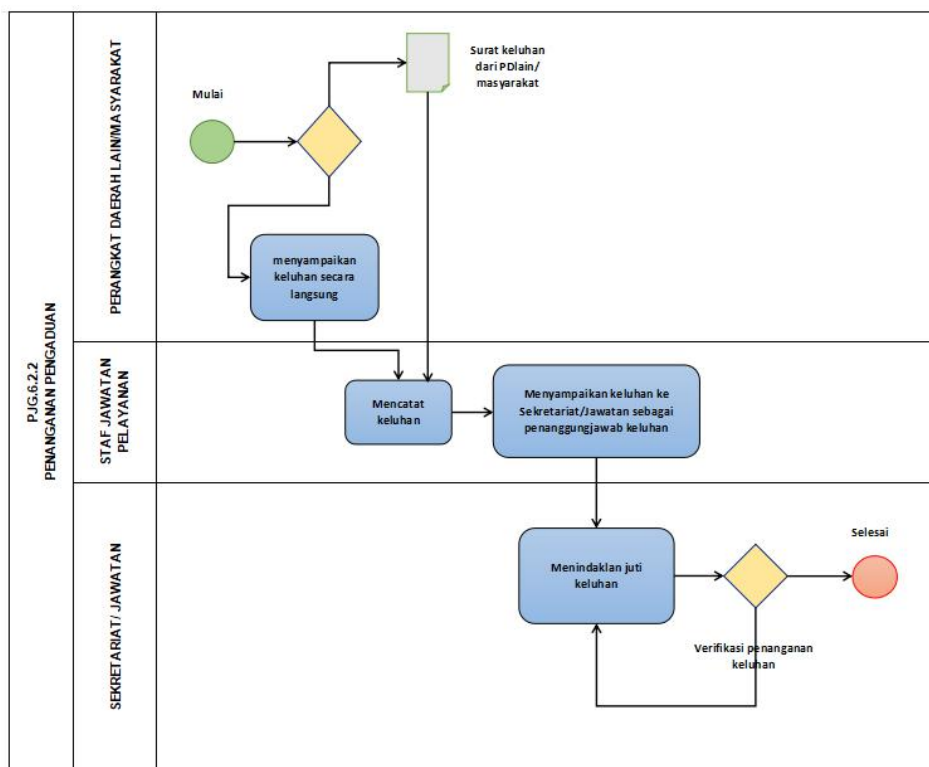 PJG.6.2.2
PENANGANAN PENGADUAN
PERANGKAT DAERAH LAIN/MASYARAKAT
Mulai
Surat keluhan
dari PDlain/
masyarakat
menyampaikan
keluhan secara
langsung
STAF JAWATAN
PELAYANAN
Mencatat
keluhan
Menyampaikan keluhan ke
Sekretariat/Jawatan sebagai
penanggungjawab keluhan
SEKRETARIAT/ JAWATAN
Menindaklan juti
keluhan
Selesai
Verifikasi penanganan
keluhan